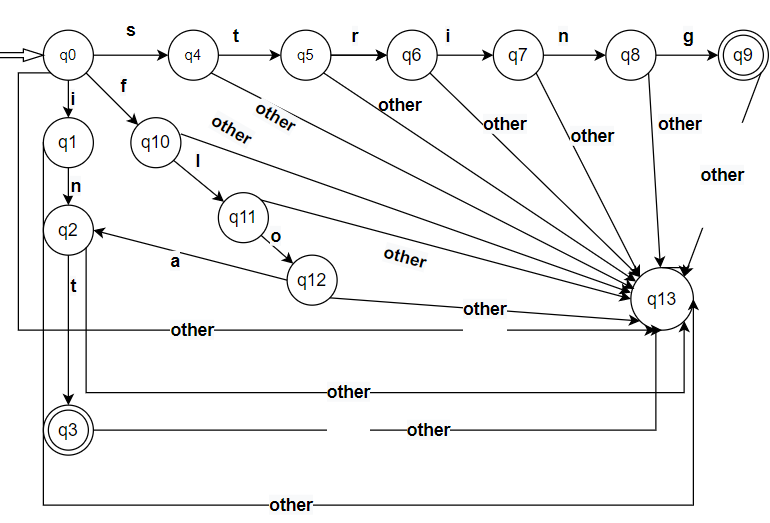 s t r i n g
q0 q4 q5 q6 q7 q8 q9
f
i
other other
other
other other other
q10
q1
l
other
n
q11
q2
o
a
other
q12
t
q13
other
other
other
q3
other
other